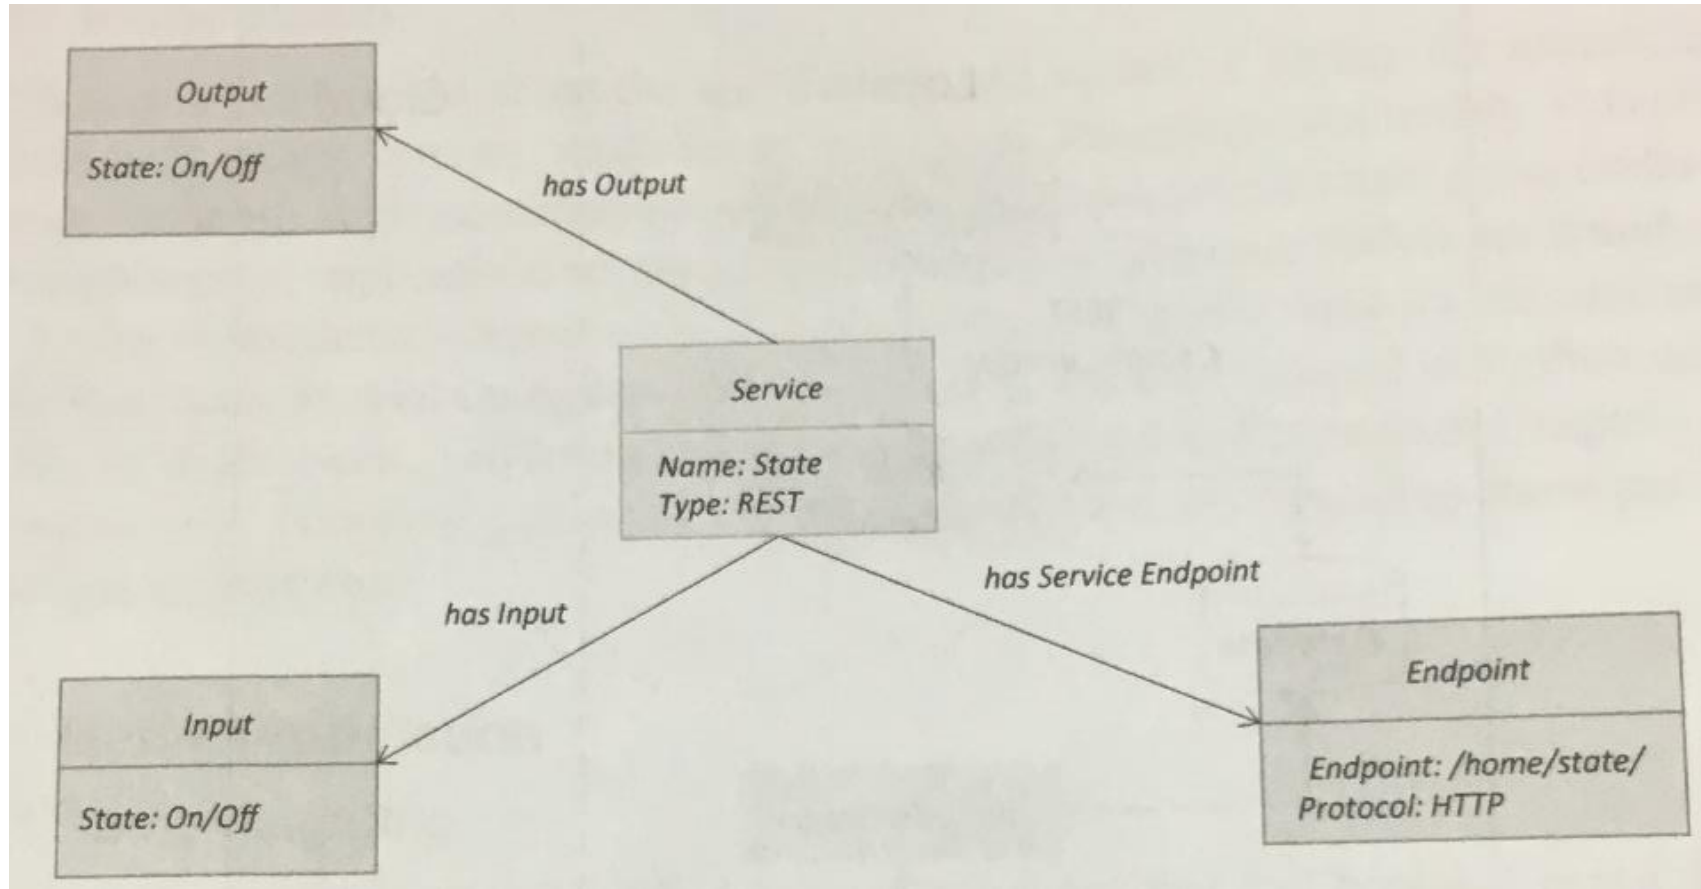 Output
State: On/Off
has Output
Service
Name: State
Type: REST
has Input
has Service Endpoint
Input
State: On/Off
Endpoint
Endpoint: /home/state/
Protocol: HTTP